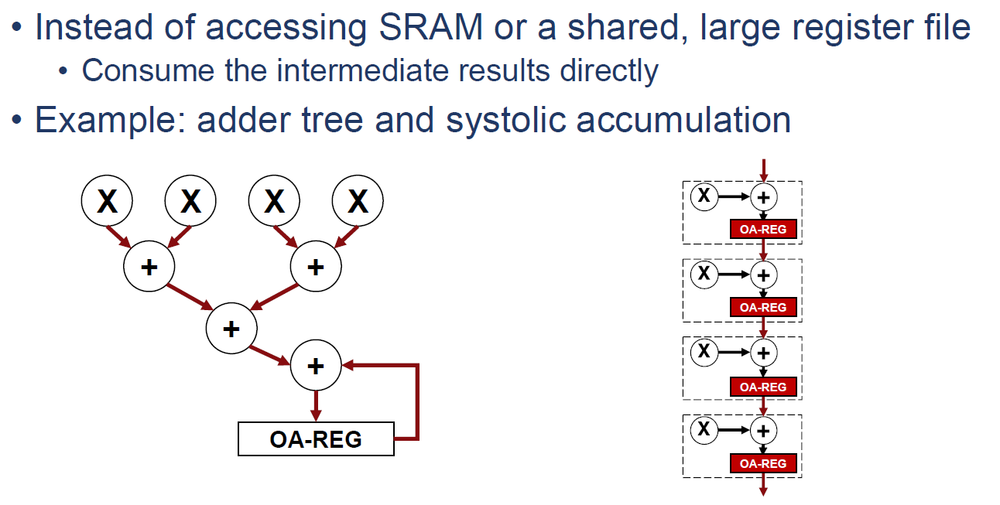 • Instead of accessing SRAM or a shared, large register file
• Consume the intermediate results directly
• Example: adder tree and systolic accumulation
X X X X
+ +
+
+
OA-REG
X +
OA-REG
X +
OA-REG
X +
OA-REG
X +
OA-REG